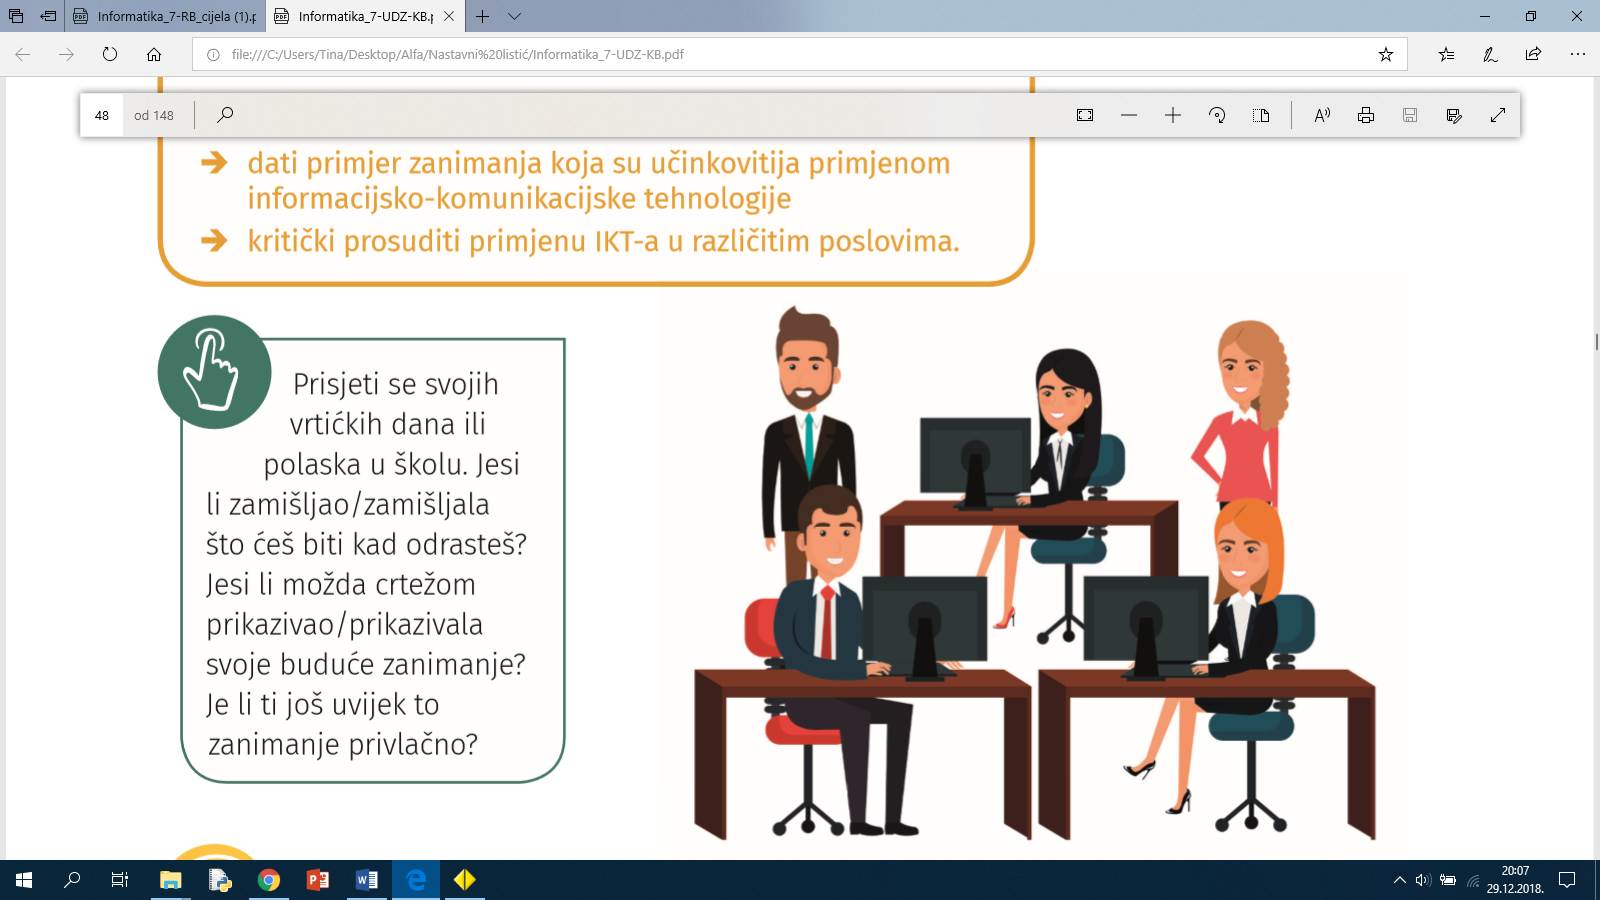 Informatika_7-RB_cijela (1).p
Informatika_7-UDZ-KB.p
file:///C:/Users/Tina/Desktop/Alfa/Nastavni%20listić/Informatika_7-UDZ-KB.pdf
48 od 148
dati primjer zanimanja koja su učinkovitija primjenom
informacijsko-komunikacijske tehnologije
kritički prosuditi primjenu IKT-a u različitim poslovima.
Prisjeti se svojih
vrtićkih dana ili
polaska u školu. Jesi
li zamišljao/zamišljala
što ćeš biti kad odrasteš?
Jesi li možda crtežom
prikazivao/prikazivala
svoje buduće zanimanje?
Je li ti još uvijek to
zanimanje privlačno?
20:07
29.12.2018.